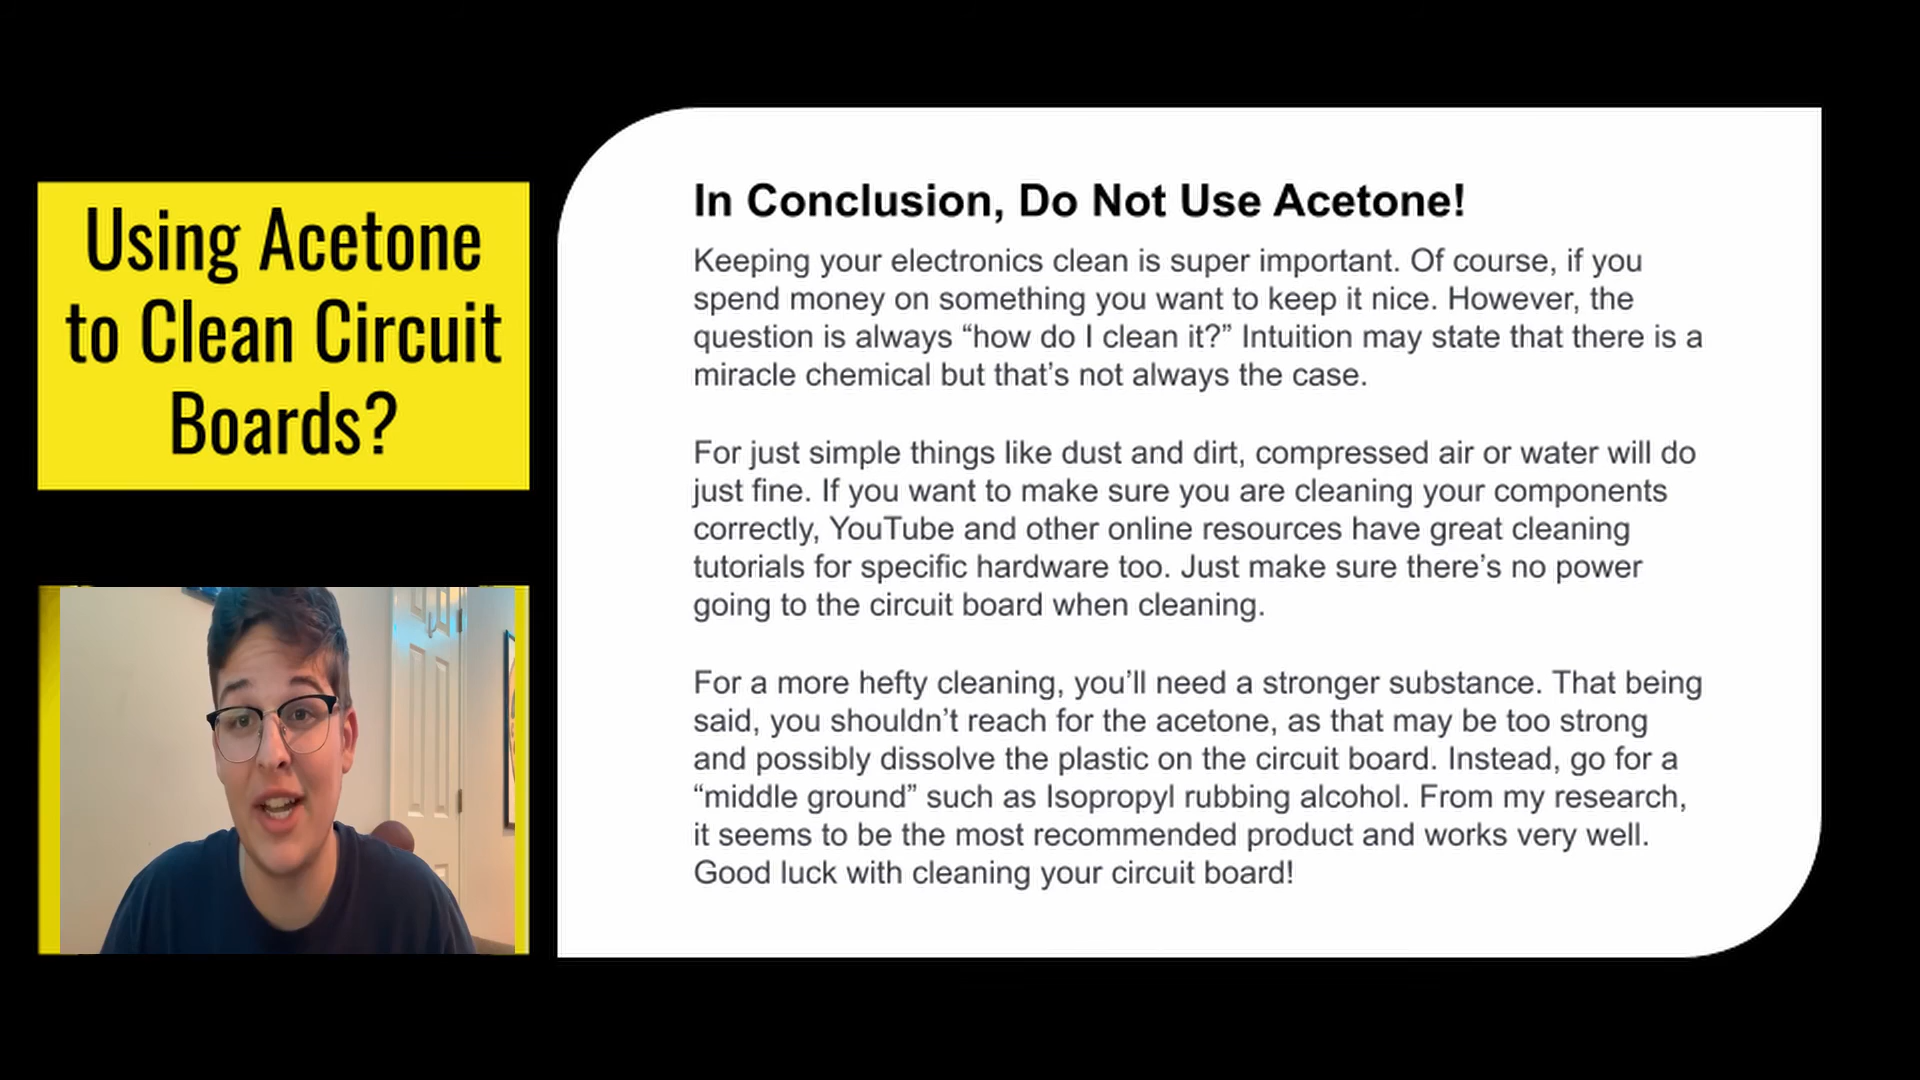 Using Acetone
to Clean Circuit
Boards?
In Conclusion, Do Not Use Acetone!
Keeping your electronics clean is super important. Of course, if you
spend money on something you want to keep it nice. However, the
question is always “how do I clean it?” Intuition may state that there is a
miracle chemical but that’s not always the case.
For just simple things like dust and dirt, compressed air or water will do
just fine. If you want to make sure you are cleaning your components
correctly, YouTube and other online resources have great cleaning
tutorials for specific hardware too. Just make sure there’s no power
going to the circuit board when cleaning.
For a more hefty cleaning, you’ll need a stronger substance. That being
said, you shouldn’t reach for the acetone, as that may be too strong
and possibly dissolve the plastic on the circuit board. Instead, go for a
“middle ground” such as Isopropyl rubbing alcohol. From my research,
it seems to be the most recommended product and works very well.
Good luck with cleaning your circuit board!